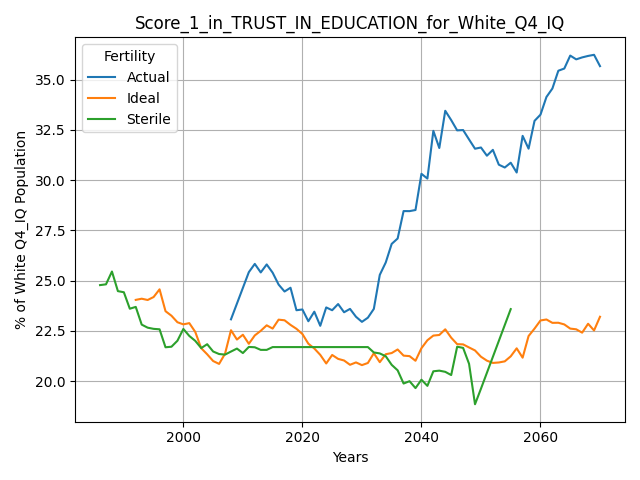 Score_1_in_TRUST_IN_EDUCATION_for_White_Q4_IQ
Fertility
Actual
Ideal
Sterile
% of White Q4_IQ Population
35.0
32.5
30.0
27.5
25.0
22.5
20.0
2000
2020
2040
2060
Years